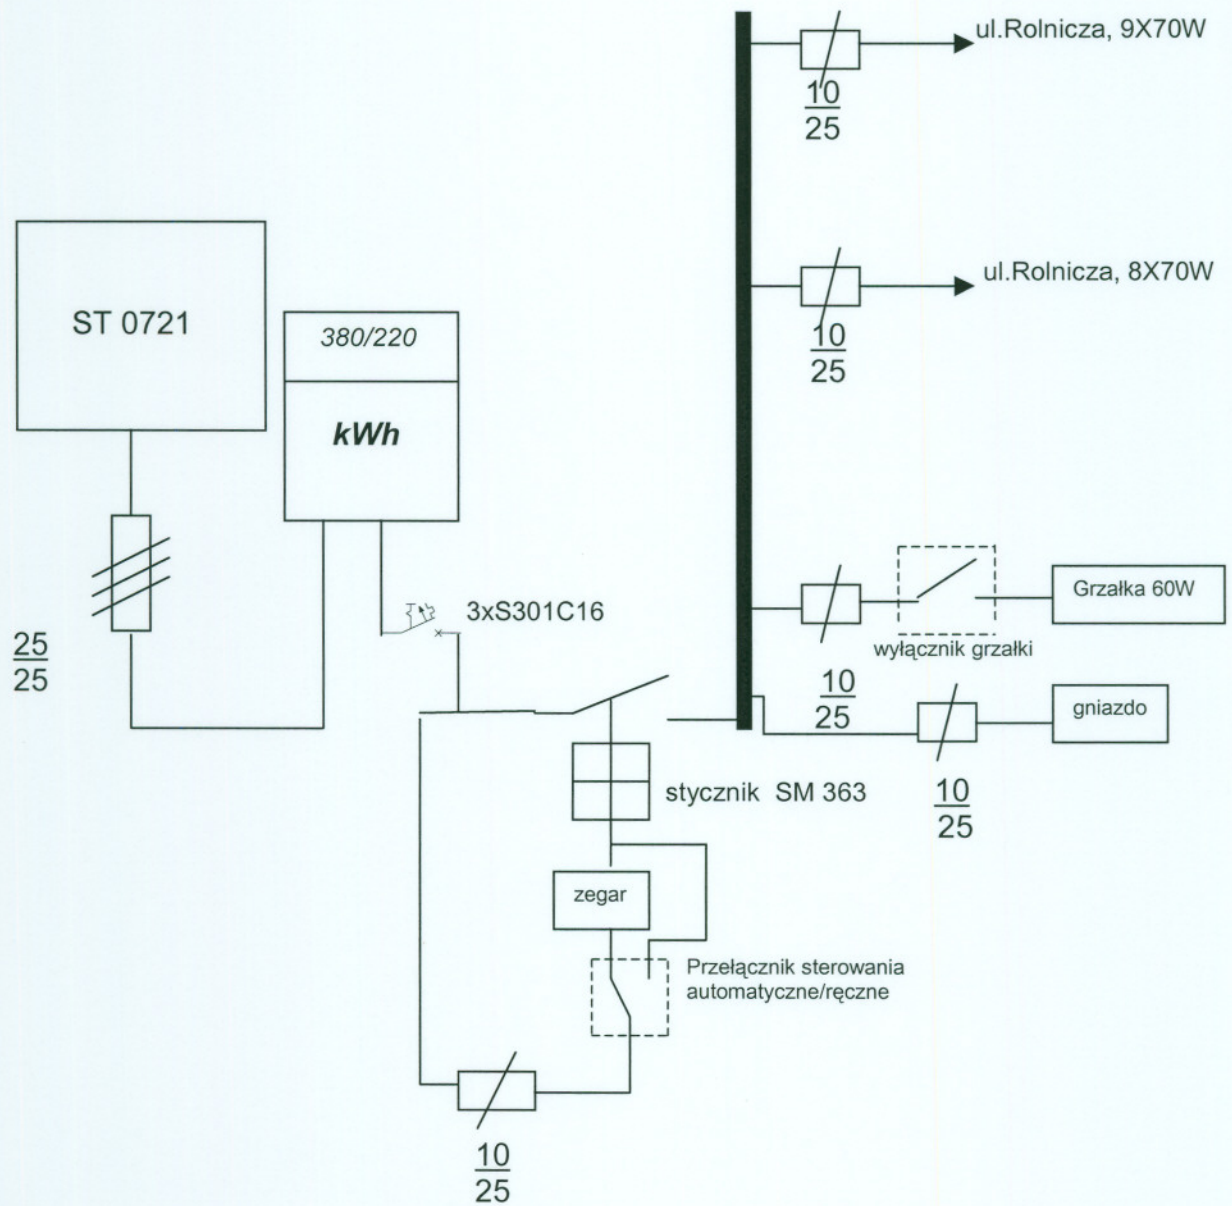 ul.Rolnicza, 9X70W
10
25
ul.Rolnicza, 8X70W
10
25
ST 0721
380/220
kWh
25
25
3xS301C16
Grzałka 60W
wyłącznik grzałki
10
25
gniazdo
10
25
stycznik SM 363
zegar
Przełącznik sterowania
automatyczne/ręczne
10
25